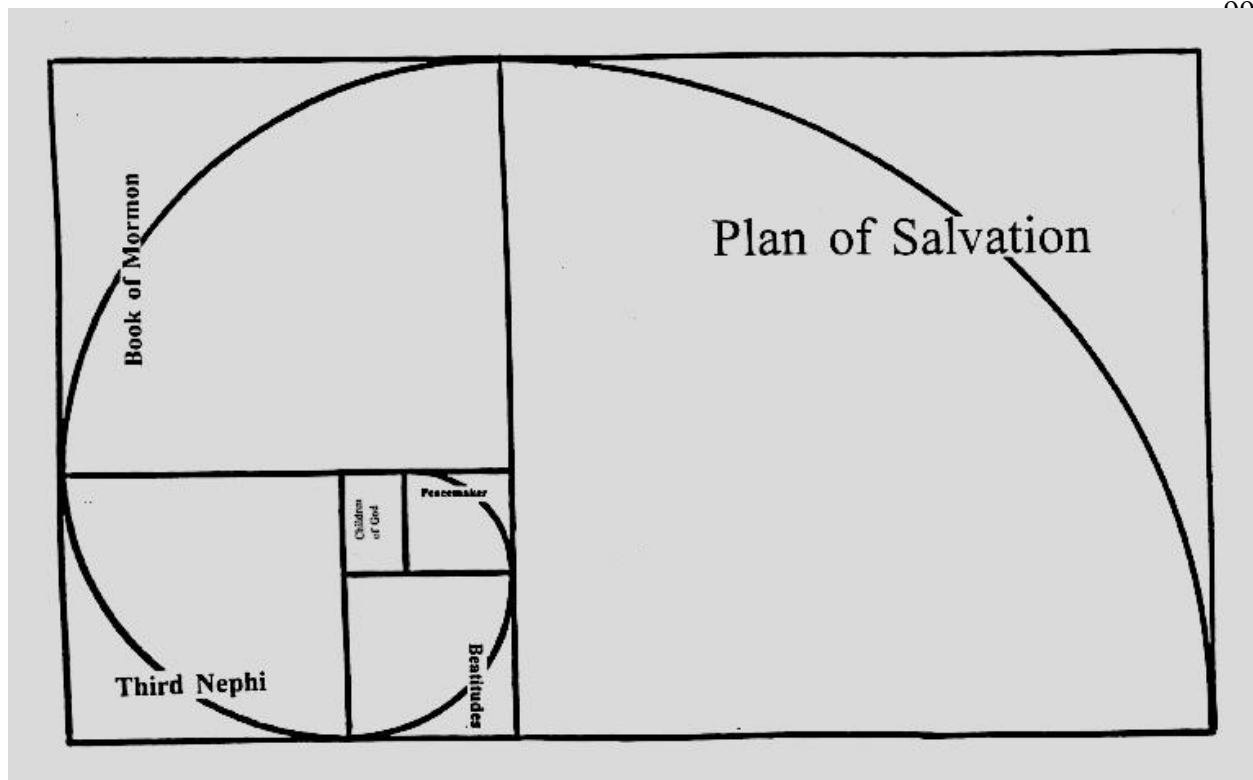 Plan of Salvation
Book of Mormon
Peacemaker
Children
of God
Beatitudes
Third Nephi